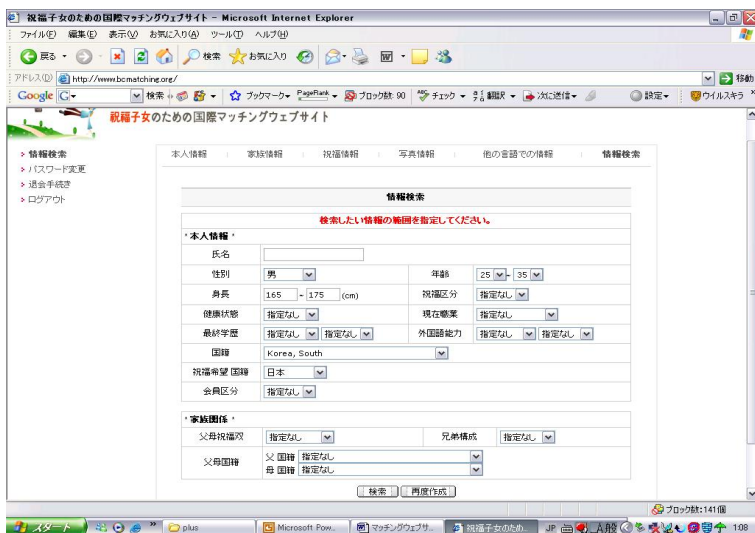 祝福子女のための国際マッチングウェブサイト - Microsoft Internet Explorer
ファイル(F) 編集(E) 表示(V) お気に入り(A) ツール(T) ヘルプ(H)
戻る 検索 お気に入り
アドレス(D) http://www.bcmatching.org/ 移動
Google G 検索 ブックマーク PageRank ブロック数: 90 チェック 翻訳 次に送信 設定 ウイルスキラ
祝福子女のための国際マッチングウェブサイト
情報検索
パスワード変更
退会手続き
ログアウト
本人情報 家族情報 祝福情報 写真情報 他の言語での情報 情報検索
情報検索
検索したい情報の範囲を指定してください。
本人情報
氏名
性別 男 年齢 25 - 35
身長 165 - 175 (cm) 祝福区分 指定なし
健康状態 指定なし 現在職業 指定なし
最終学歴 指定なし 指定なし 外国語能力 指定なし 指定なし
国籍 Korea, South
祝福希望 国籍 日本
会員区分 指定なし
家族関係
父母祝福双 指定なし 兄弟構成 指定なし
父母国籍 父 国籍 指定なし
母 国籍 指定なし
検索 再度作成
ブロック数:141個
スタート plus Microsoft Pow... マッチングウェブサ... 祝福子女のため... JP A般 1:08